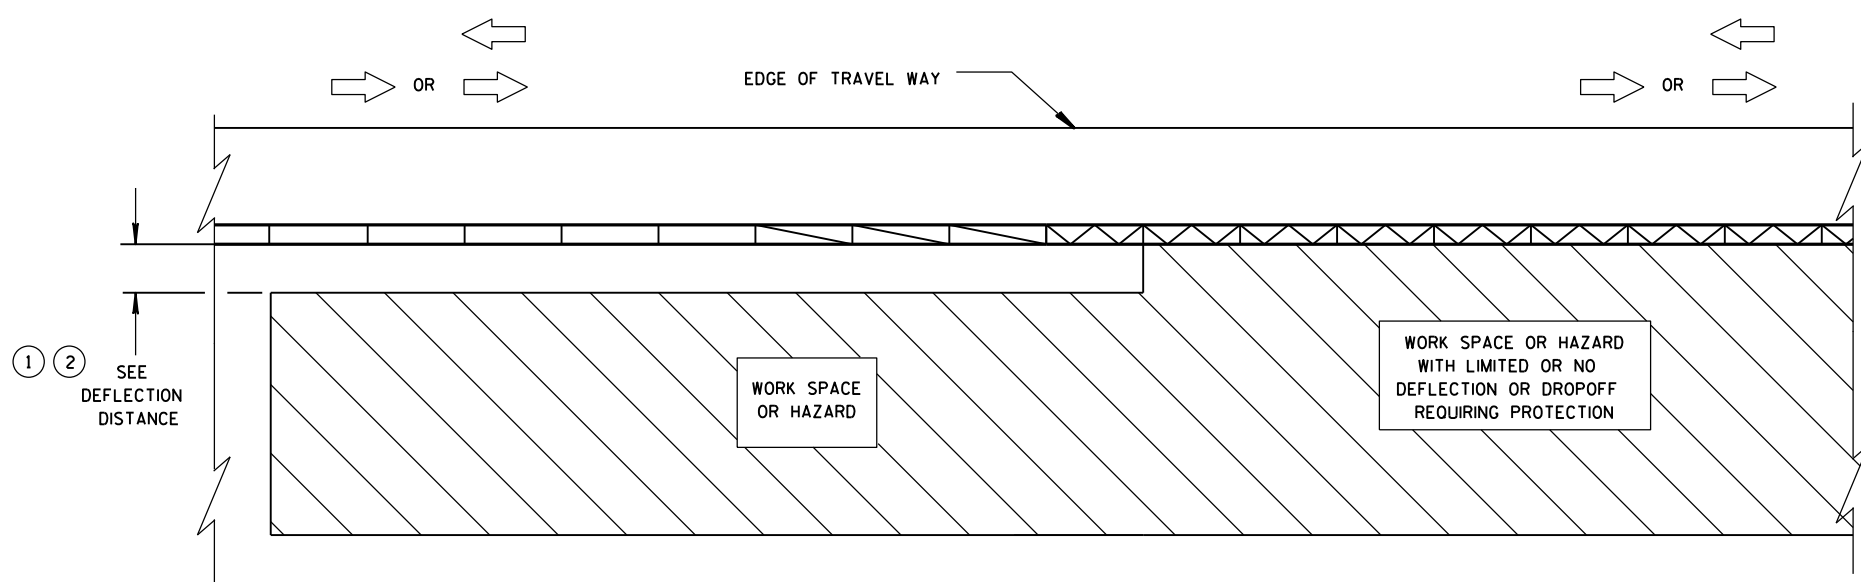 OR
OR
EDGE OF TRAVEL WAY
1 2
SEE
DEFLECTION
DISTANCE
WORK SPACE
OR HAZARD
WORK SPACE OR HAZARD
WITH LIMITED OR NO
DEFLECTION OR DROPOFF
REQUIRING PROTECTION